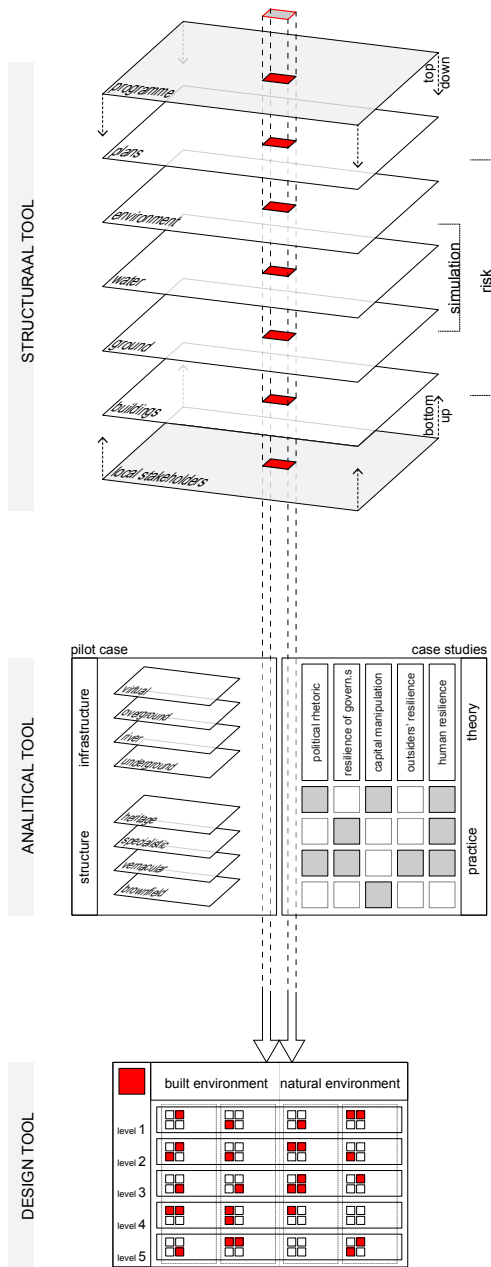 STRUCTURAAL TOOL
programme
top
down
plans
environment
water
ground
buildings
local stakeholders
simulation
risk
bottom
up
ANALITICAL TOOL
pilot case
case studies
infrastructure
virtual
overground
river
underground
structure
heritage
specialistic
vernacular
brownfield
political rhetoric
resilience of govern.s
capital manipulation
outsiders' resilience
human resilience
theory
practice
DESIGN TOOL
built environment
natural environment
level 1
level 2
level 3
level 4
level 5